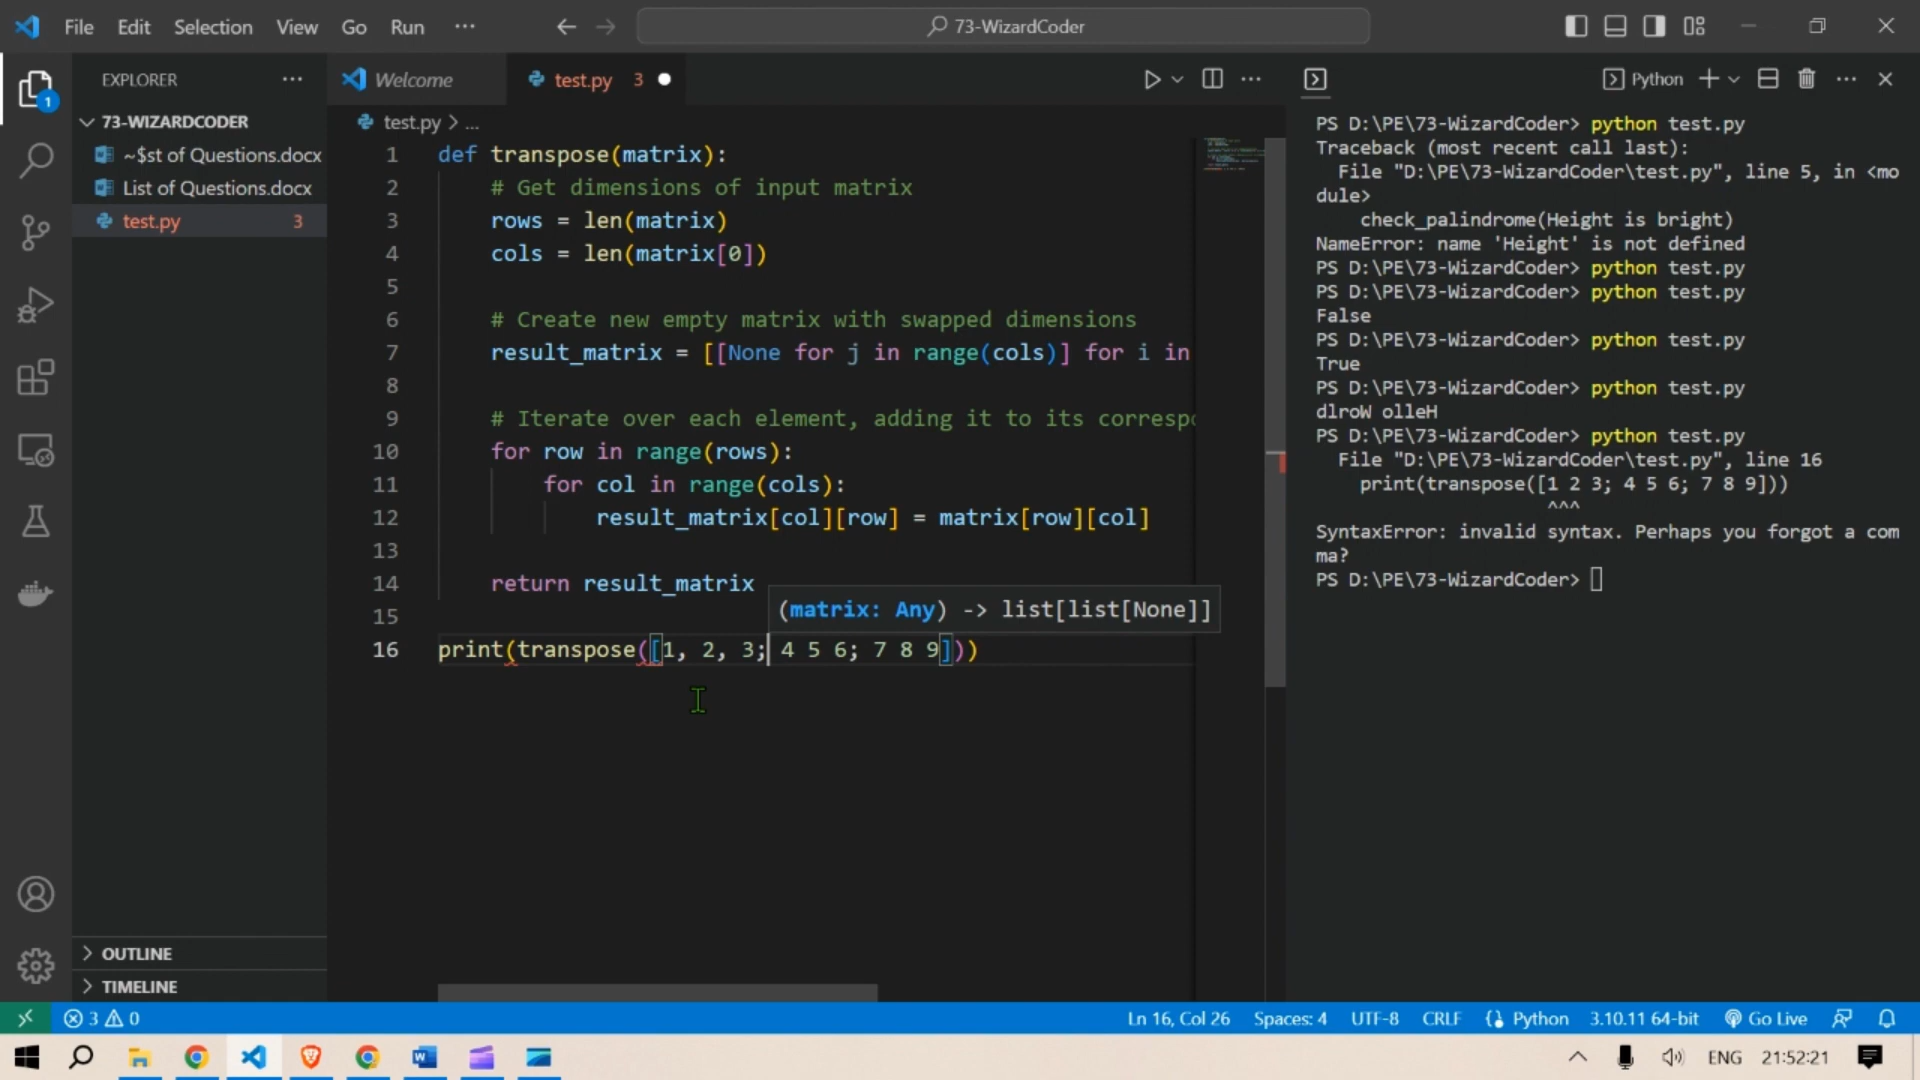 File Edit Selection View Go Run ...
73-WizardCoder
EXPLORER ...
Welcome
test.py 3
Python
73-WIZARDCODER
~$st of Questions.docx
List of Questions.docx
test.py 3
test.py > ...
1 def transpose(matrix):
2 # Get dimensions of input matrix
3 rows = len(matrix)
4 cols = len(matrix[0])
5
6 # Create new empty matrix with swapped dimensions
7 result_matrix = [[None for j in range(cols)] for i in
8
9 # Iterate over each element, adding it to its corresp
10 for row in range(rows):
11 for col in range(cols):
12 result_matrix[col][row] = matrix[row][col]
13
14 return result_matrix
(matrix: Any) -> list[list[None]]
15
16 print(transpose([1, 2, 3; 4 5 6; 7 8 9]))
PS D:\PE\73-WizardCoder> python test.py
Traceback (most recent call last):
File "D:\PE\73-WizardCoder\test.py", line 5, in <mo
dule>
check_palindrome(Height is bright)
NameError: name 'Height' is not defined
PS D:\PE\73-WizardCoder> python test.py
PS D:\PE\73-WizardCoder> python test.py
False
PS D:\PE\73-WizardCoder> python test.py
True
PS D:\PE\73-WizardCoder> python test.py
dlroW olleH
PS D:\PE\73-WizardCoder> python test.py
File "D:\PE\73-WizardCoder\test.py", line 16
print(transpose([1 2 3; 4 5 6; 7 8 9]))
^^^
SyntaxError: invalid syntax. Perhaps you forgot a com
ma?
PS D:\PE\73-WizardCoder>
1
OUTLINE
TIMELINE
3 0
Ln 16, Col 26 Spaces: 4 UTF-8 CRLF Python 3.10.11 64-bit Go Live
ENG 21:52:21